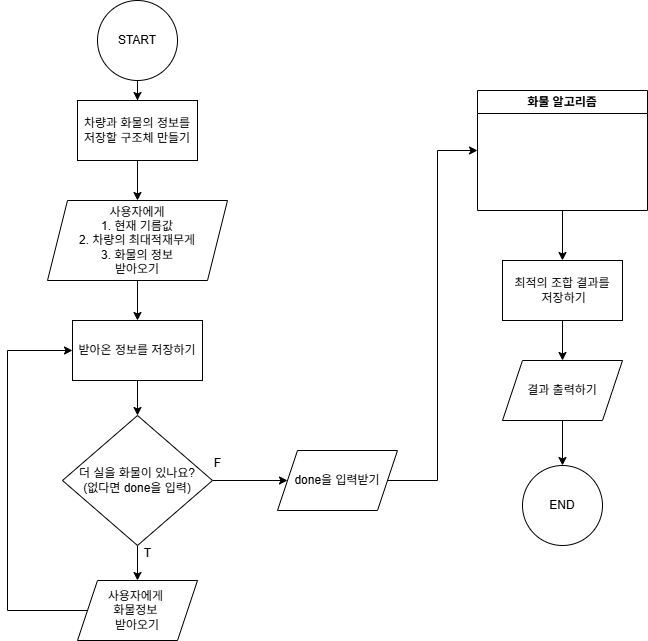 START
차량과 화물의 정보를
저장할 구조체 만들기
사용자에게
1. 현재 기름값
2. 차량의 최대적재무게
3. 화물의 정보
받아오기
받아온 정보를 저장하기
더 실을 화물이 있나요?
(없다면 done을 입력)
F
T
사용자에게
화물정보
받아오기
done을 입력받기
화물 알고리즘
최적의 조합 결과를
저장하기
결과 출력하기
END